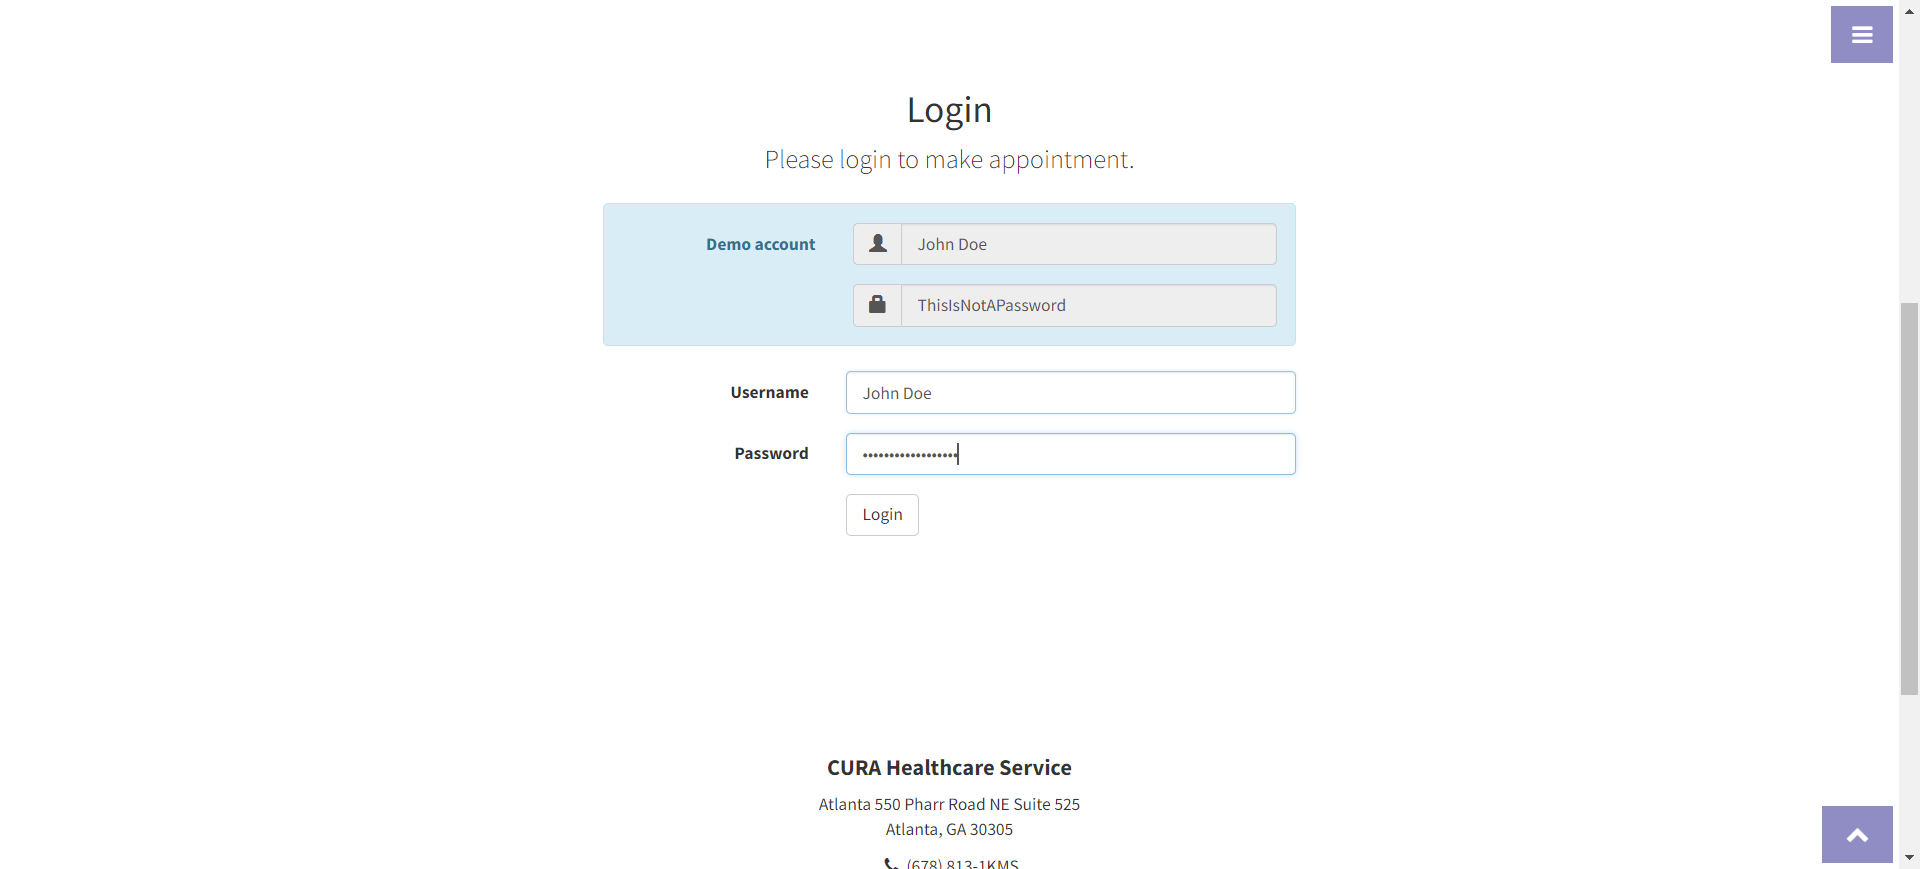 Login
Please login to make appointment.
Demo account
John Doe
ThisIsNotAPassword
Username
John Doe
Password
••••••••••••••••••
Login
CURA Healthcare Service
Atlanta 550 Pharr Road NE Suite 525
Atlanta, GA 30305
(678) 813-1KMS